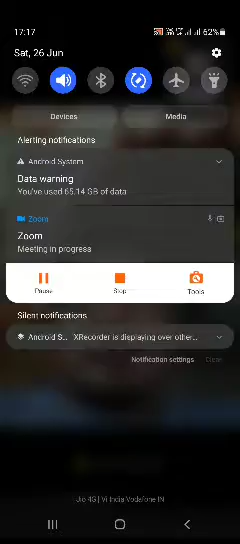 17:17
62%
Sat, 26 Jun
Devices
Media
Alerting notifications
Android System
Data warning
You've used 65.14 GB of data
Zoom
Zoom
Meeting in progress
Pause
Stop
Tools
Silent notifications
Android S... XRecorder is displaying over other...
Notification settings
Clear
Jio 4G | Vi India Vodafone IN